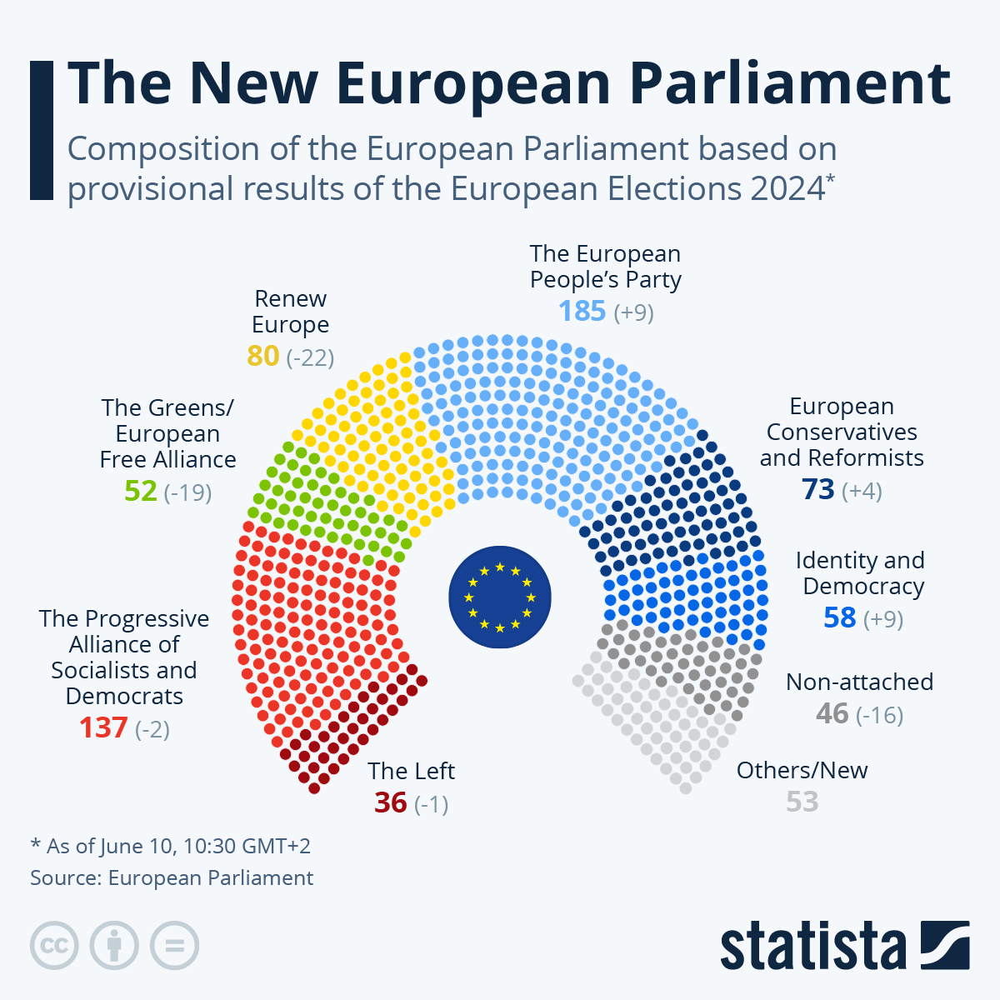 The New European Parliament
Composition of the European Parliament based on
provisional results of the European Elections 2024*
The European
People's Party
185 (+9)
Renew
Europe
80 (-22)
The Greens/
European
Free Alliance
52 (-19)
European
Conservatives
and Reformists
73 (+4)
Identity and
Democracy
58 (+9)
The Progressive
Alliance of
Socialists and
Democrats
137 (-2)
Non-attached
46 (-16)
The Left
36 (-1)
Others/New
53
* As of June 10, 10:30 GMT+2
Source: European Parliament
cc
statista